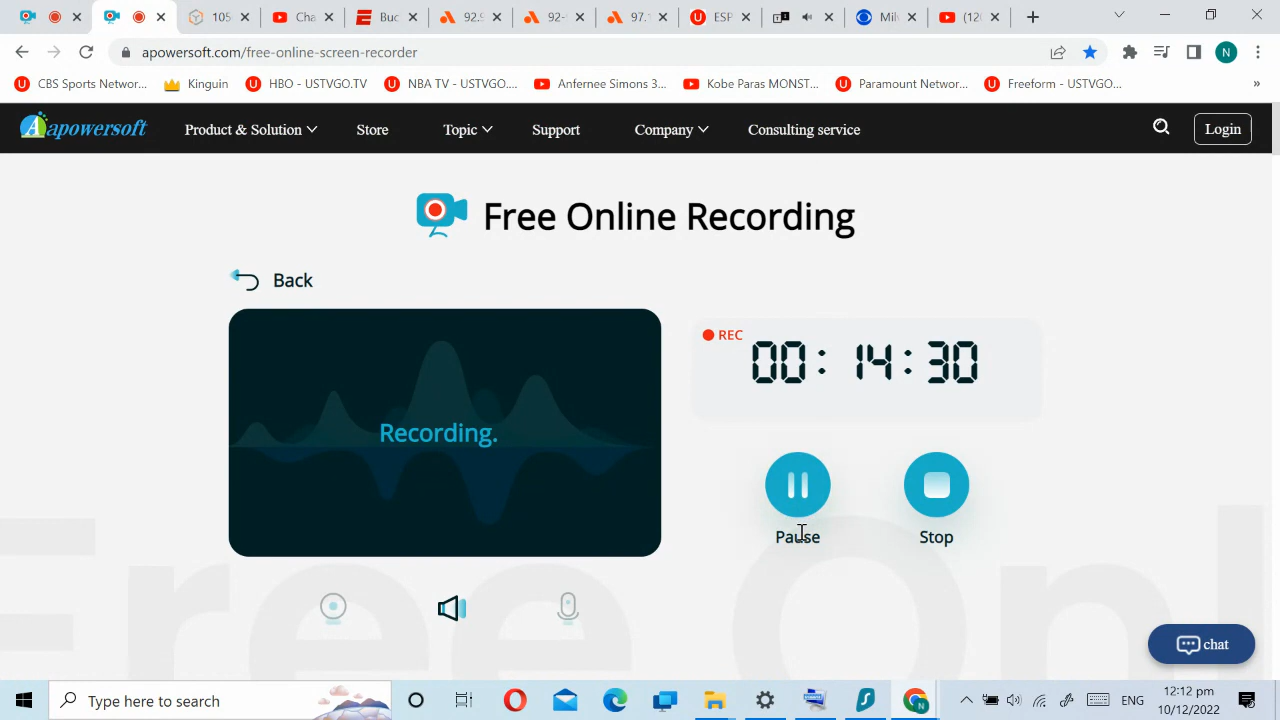 105
Cha
Buc
92.9
92-
97.
ESP
Mil
(12
apowersoft.com/free-online-screen-recorder
N
CBS Sports Networ...
Kinguin
HBO - USTVGO.TV
NBA TV - USTVGO....
Anfernee Simons 3...
Kobe Paras MONST...
Paramount Networ...
Freeform - USTVGO...
»
apowersoft
Product & Solution
Store
Topic
Support
Company
Consulting service
Login
Free Online Recording
Back
REC
00: 14: 30
Recording.
Pause
Stop
Free Onl
chat
Type here to search
ENG
12:12 pm
10/12/2022